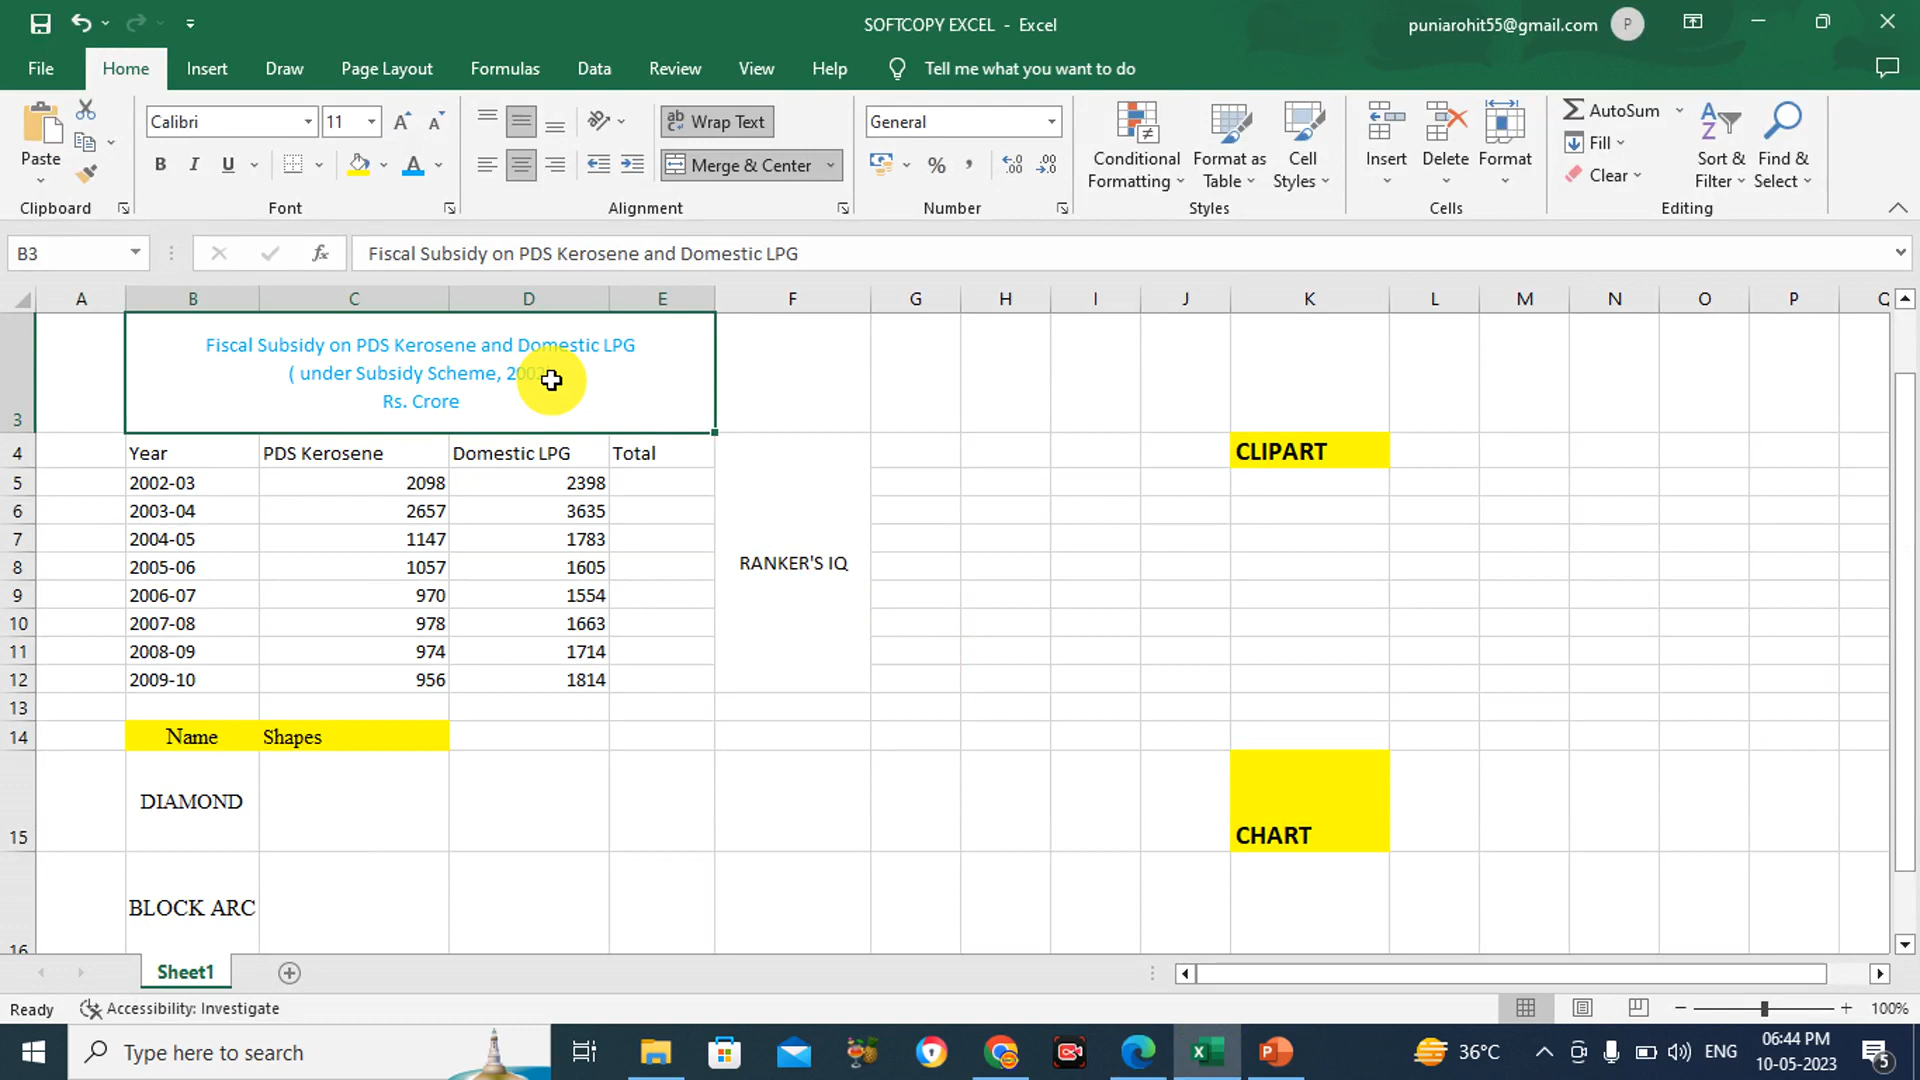 SOFTCOPY EXCEL - Excel
puniarohit55@gmail.com
P
File Home Insert Draw Page Layout Formulas Data Review View Help Tell me what you want to do
Paste
Clipboard
Calibri 11
B I U
Font
Wrap Text
Merge & Center
Alignment
General
Number
Conditional Formatting
Format as Table
Cell Styles
Styles
Insert Delete Format
Cells
AutoSum
Fill
Clear
Sort & Filter
Find & Select
Editing
B3 fx Fiscal Subsidy on PDS Kerosene and Domestic LPG
A B C D E F G H I J K L M N O P
3
Fiscal Subsidy on PDS Kerosene and Domestic LPG
( under Subsidy Scheme,
Rs. Crore
4 Year PDS Kerosene Domestic LPG Total CLIPART
5 2002-03 2098 2398
6 2003-04 2657 3635
7 2004-05 1147 1783
8 2005-06 1057 1605 RANKER'S IQ
9 2006-07 970 1554
10 2007-08 978 1663
11 2008-09 974 1714
12 2009-10 956 1814
13
14 Name Shapes
15 DIAMOND CHART
16 BLOCK ARC
Sheet1
Ready Accessibility: Investigate 100%
Type here to search
36°C
ENG
06:44 PM
10-05-2023
5